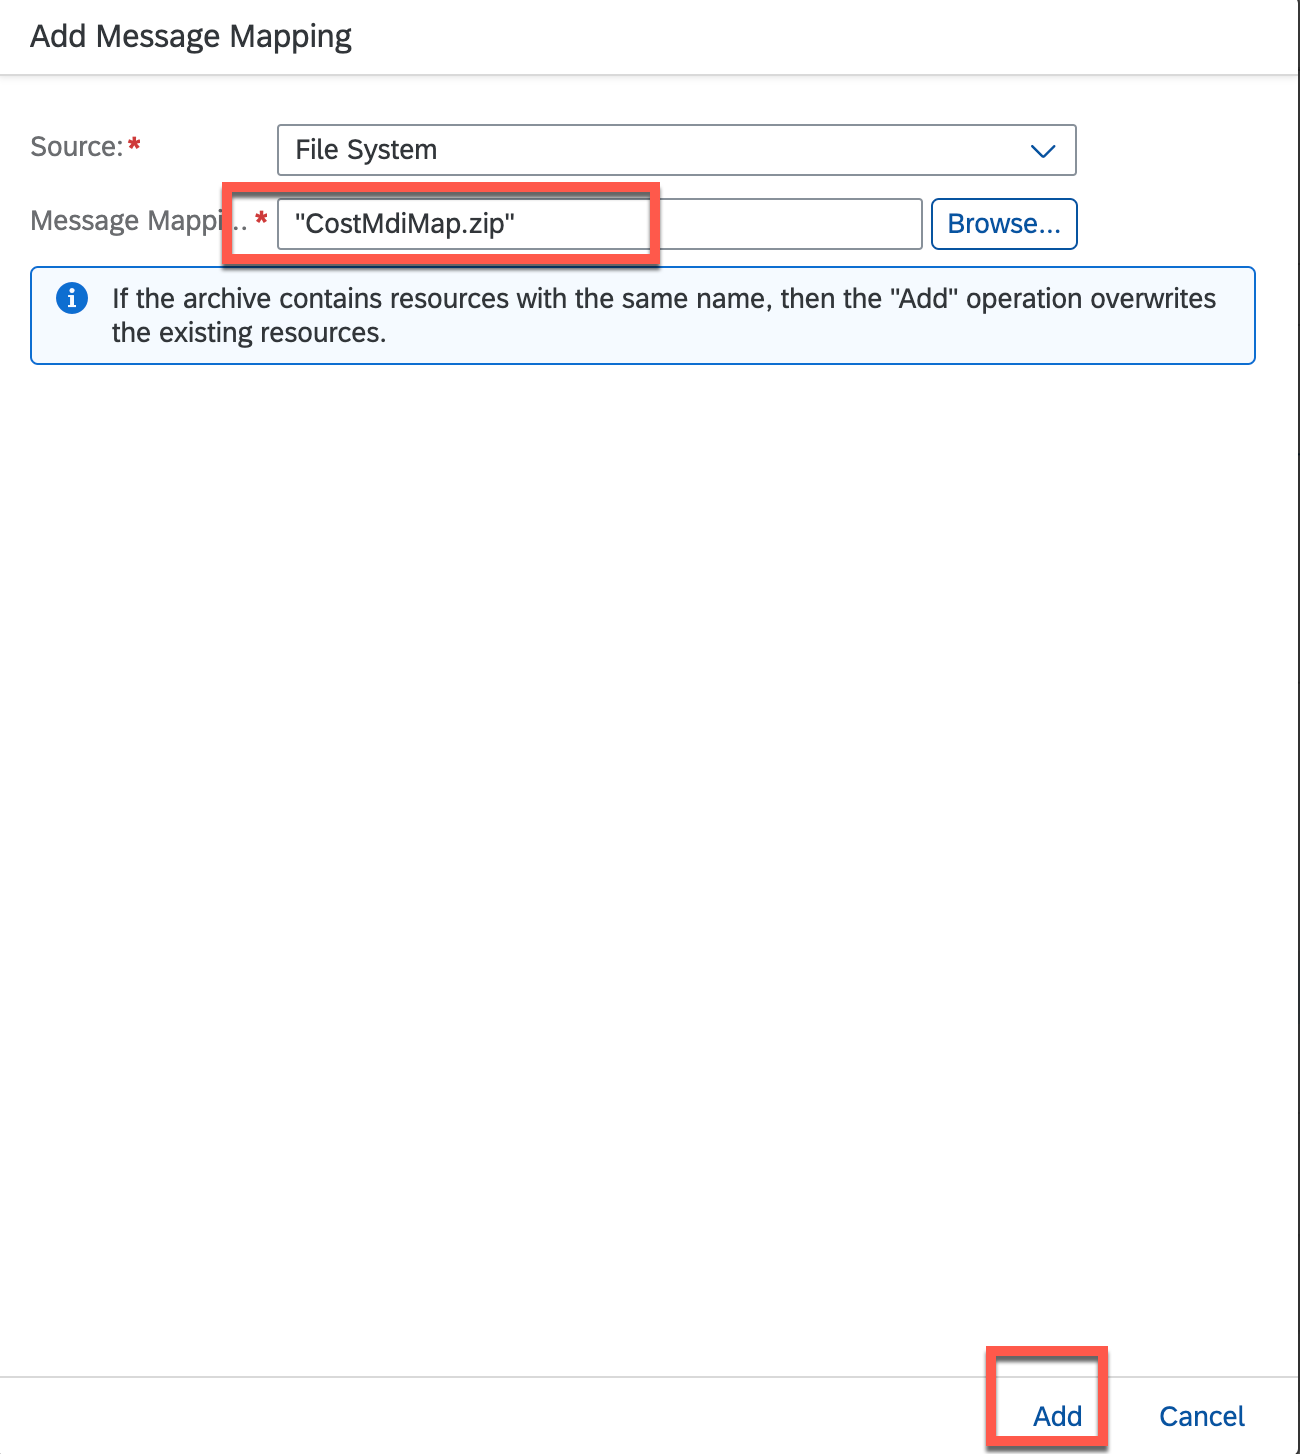 Add Message Mapping
Source:*
File System
Message Mappi...*
"CostMdiMap.zip"
Browse...
If the archive contains resources with the same name, then the "Add" operation overwrites
the existing resources.
Add
Cancel